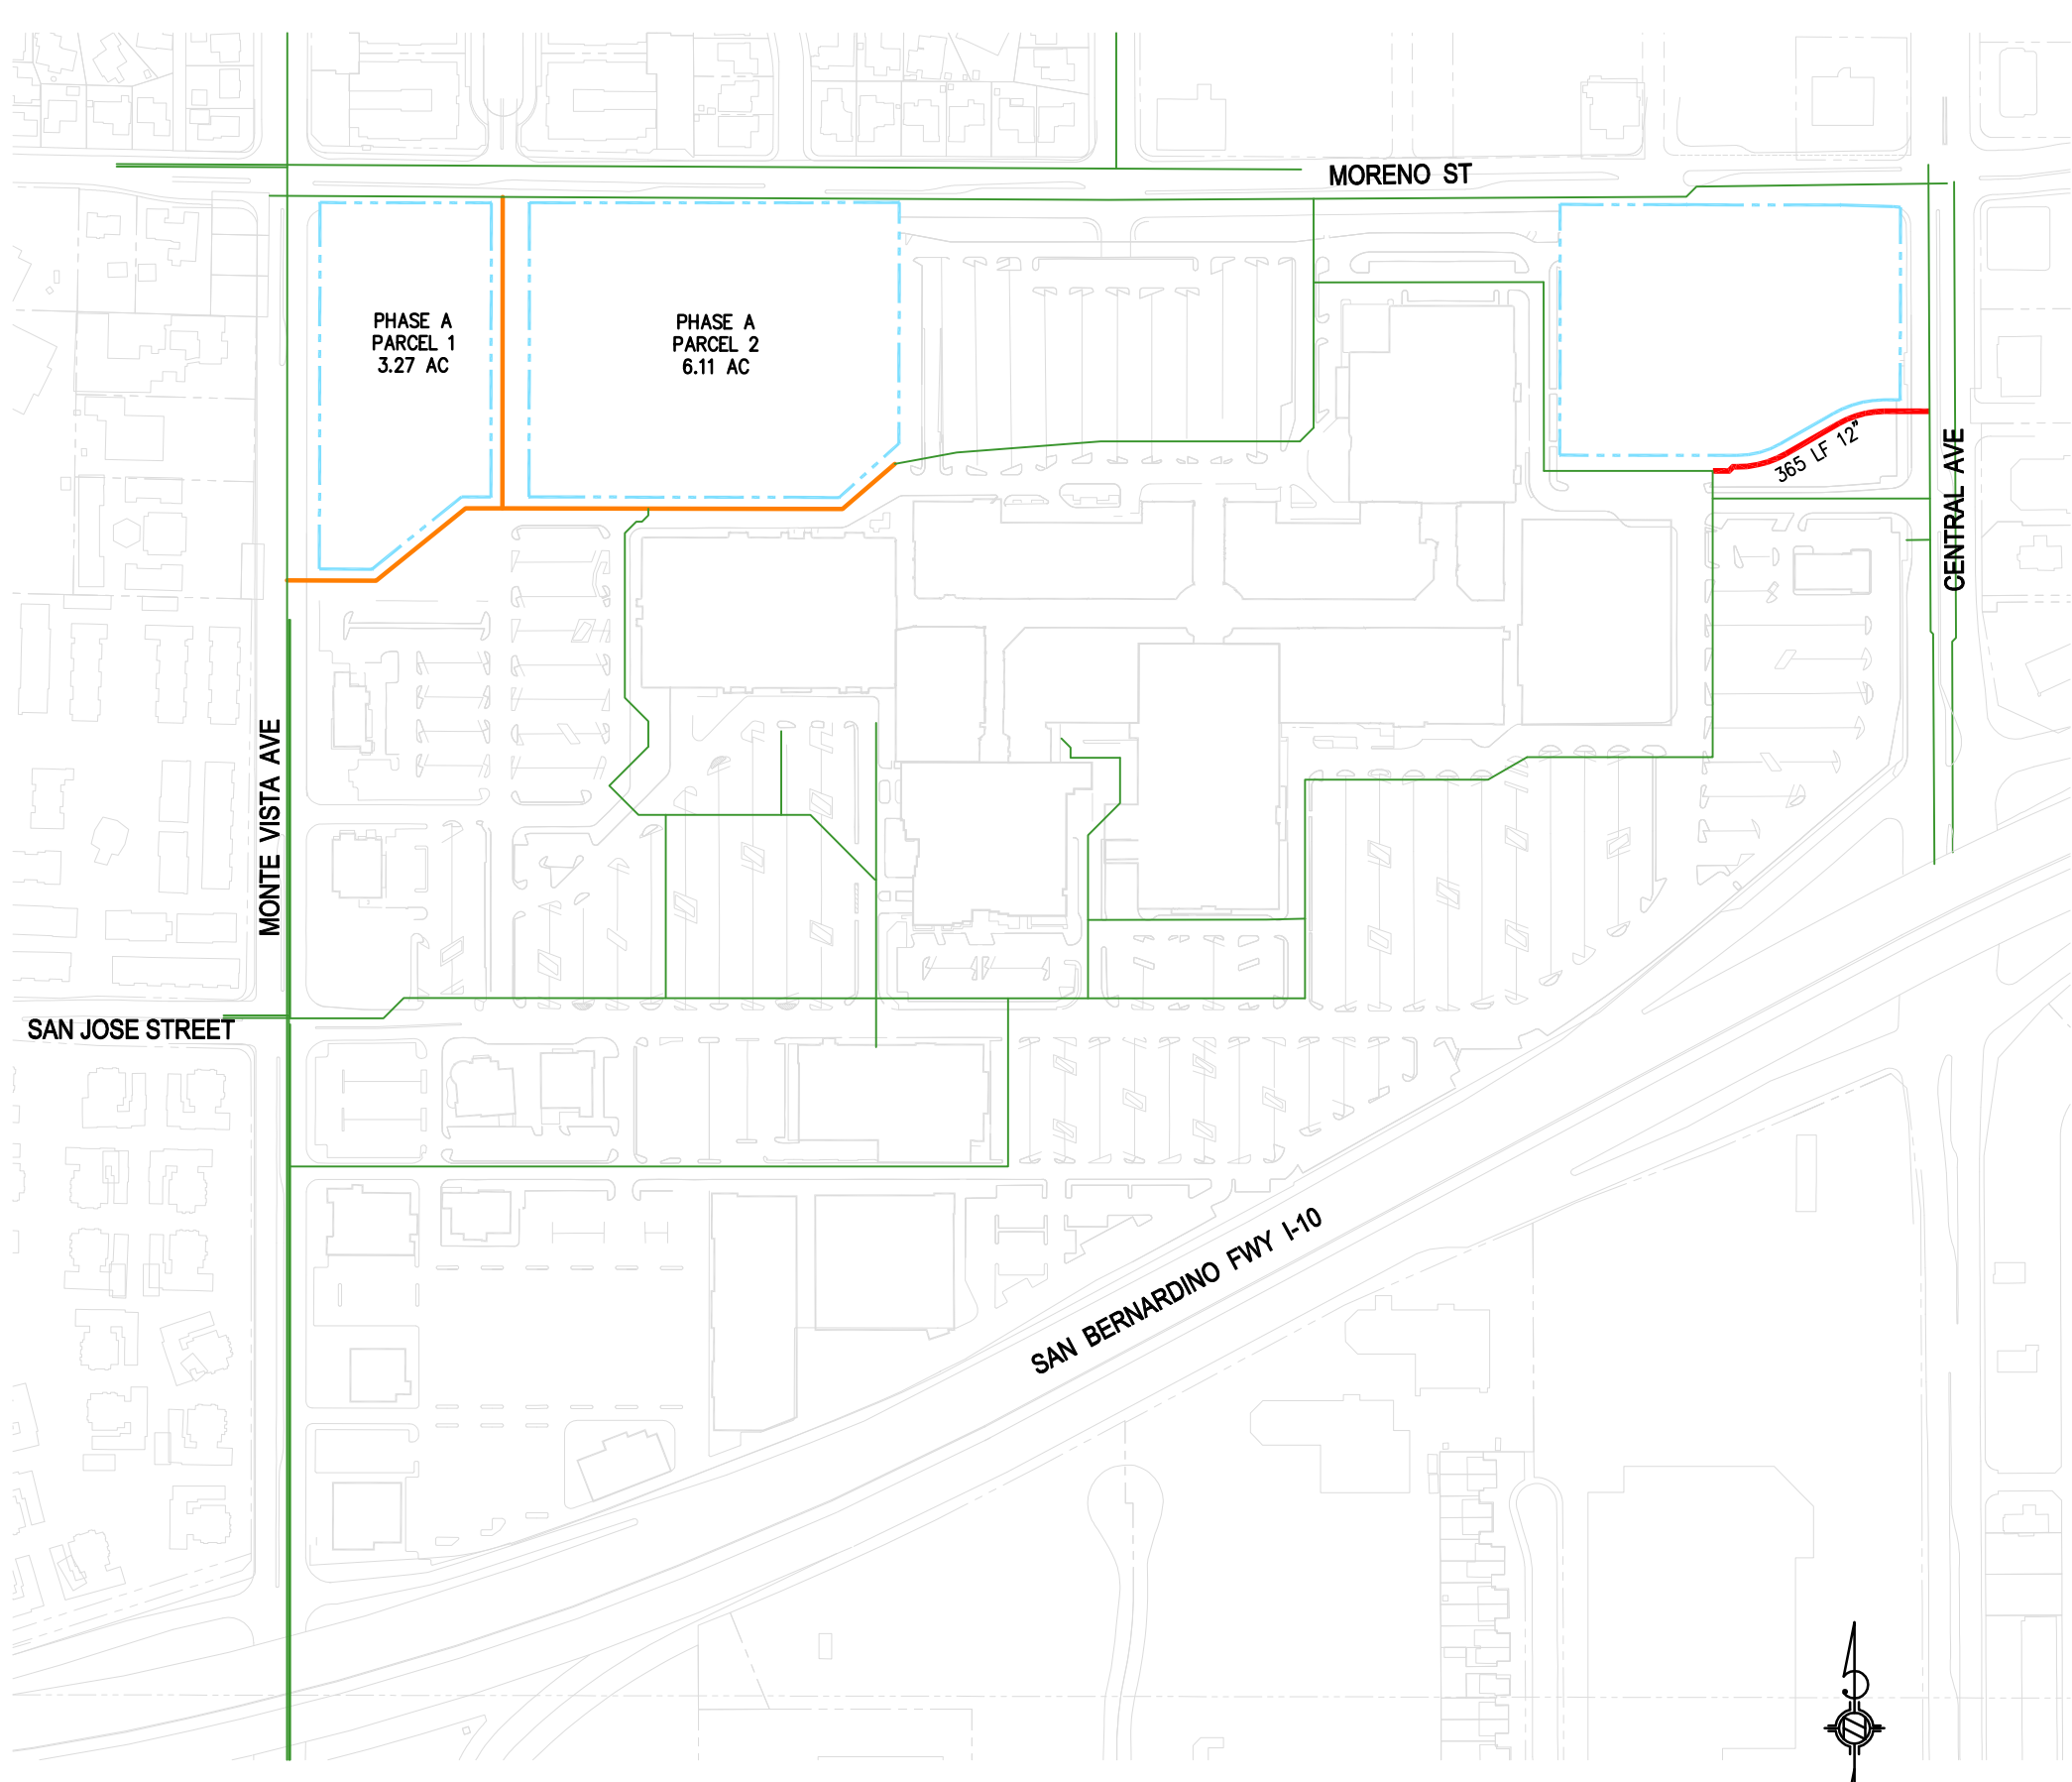 MORENO ST
PHASE A
PARCEL 1
3.27 AC
PHASE A
PARCEL 2
6.11 AC
365 LF 12"
CENTRAL AVE
MONTE VISTA AVE
SAN JOSE STREET
SAN BERNARDINO FWY I-10